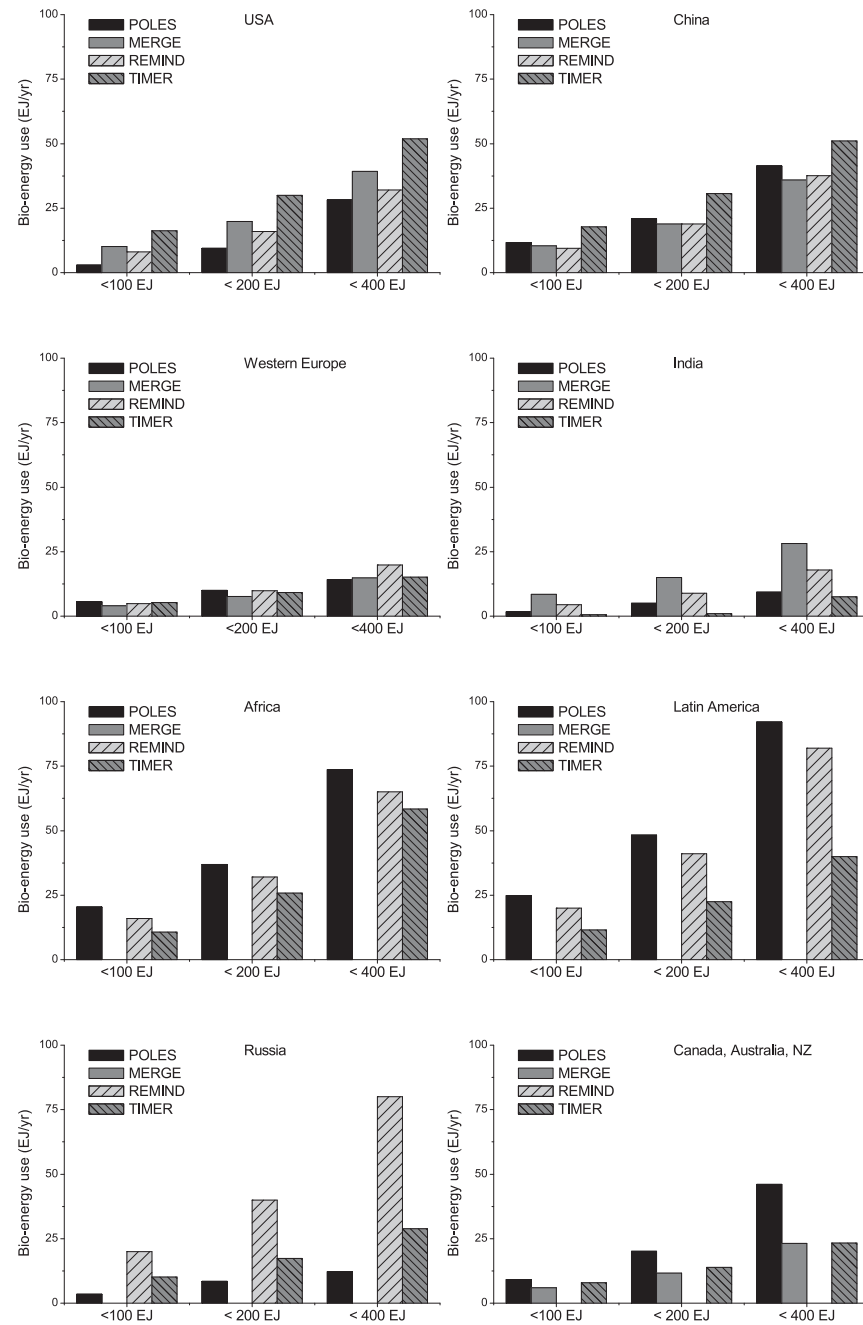 USA
POLES
MERGE
REMIND
TIMER
Bio-energy use (EJ/yr)
100
75
50
25
0
<100 EJ < 200 EJ < 400 EJ
China
POLES
MERGE
REMIND
TIMER
Bio-energy use (EJ/yr)
100
75
50
25
0
<100 EJ < 200 EJ < 400 EJ
Western Europe
POLES
MERGE
REMIND
TIMER
Bio-energy use (EJ/yr)
100
75
50
25
0
<100 EJ <200 EJ <400 EJ
India
POLES
MERGE
REMIND
TIMER
Bio-energy use (EJ/yr)
100
75
50
25
0
<100 EJ < 200 EJ < 400 EJ
Africa
POLES
MERGE
REMIND
TIMER
Bio-energy use (EJ/yr)
100
75
50
25
0
<100 EJ < 200 EJ < 400 EJ
Latin America
POLES
MERGE
REMIND
TIMER
Bio-energy use (EJ/yr)
100
75
50
25
0
<100 EJ < 200 EJ < 400 EJ
Russia
POLES
MERGE
REMIND
TIMER
Bio-energy use (EJ/yr)
100
75
50
25
0
<100 EJ < 200 EJ < 400 EJ
Canada, Australia, NZ
POLES
MERGE
REMIND
TIMER
Bio-energy use (EJ/yr)
100
75
50
25
0
<100 EJ < 200 EJ < 400 EJ